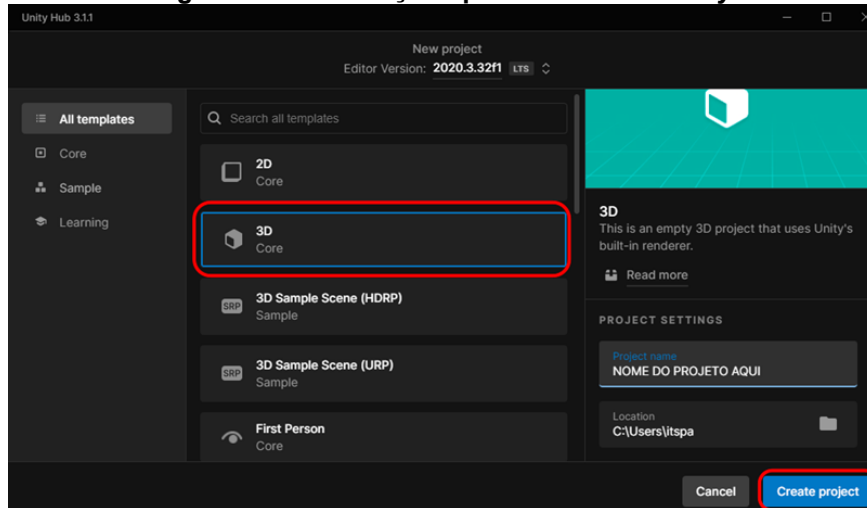 Unity Hub 3.1.1
New project
Editor Version: 2020.3.32f1 LTS
All templates
Core
Sample
Learning
Search all templates
2D
Core
3D
Core
SRP
3D Sample Scene (HDRP)
Sample
SRP
3D Sample Scene (URP)
Sample
First Person
Core
3D
This is an empty 3D project that uses Unity's
built-in renderer.
Read more
PROJECT SETTINGS
Project name
NOME DO PROJETO AQUI
Location
C:\Users\itspa
Cancel
Create project